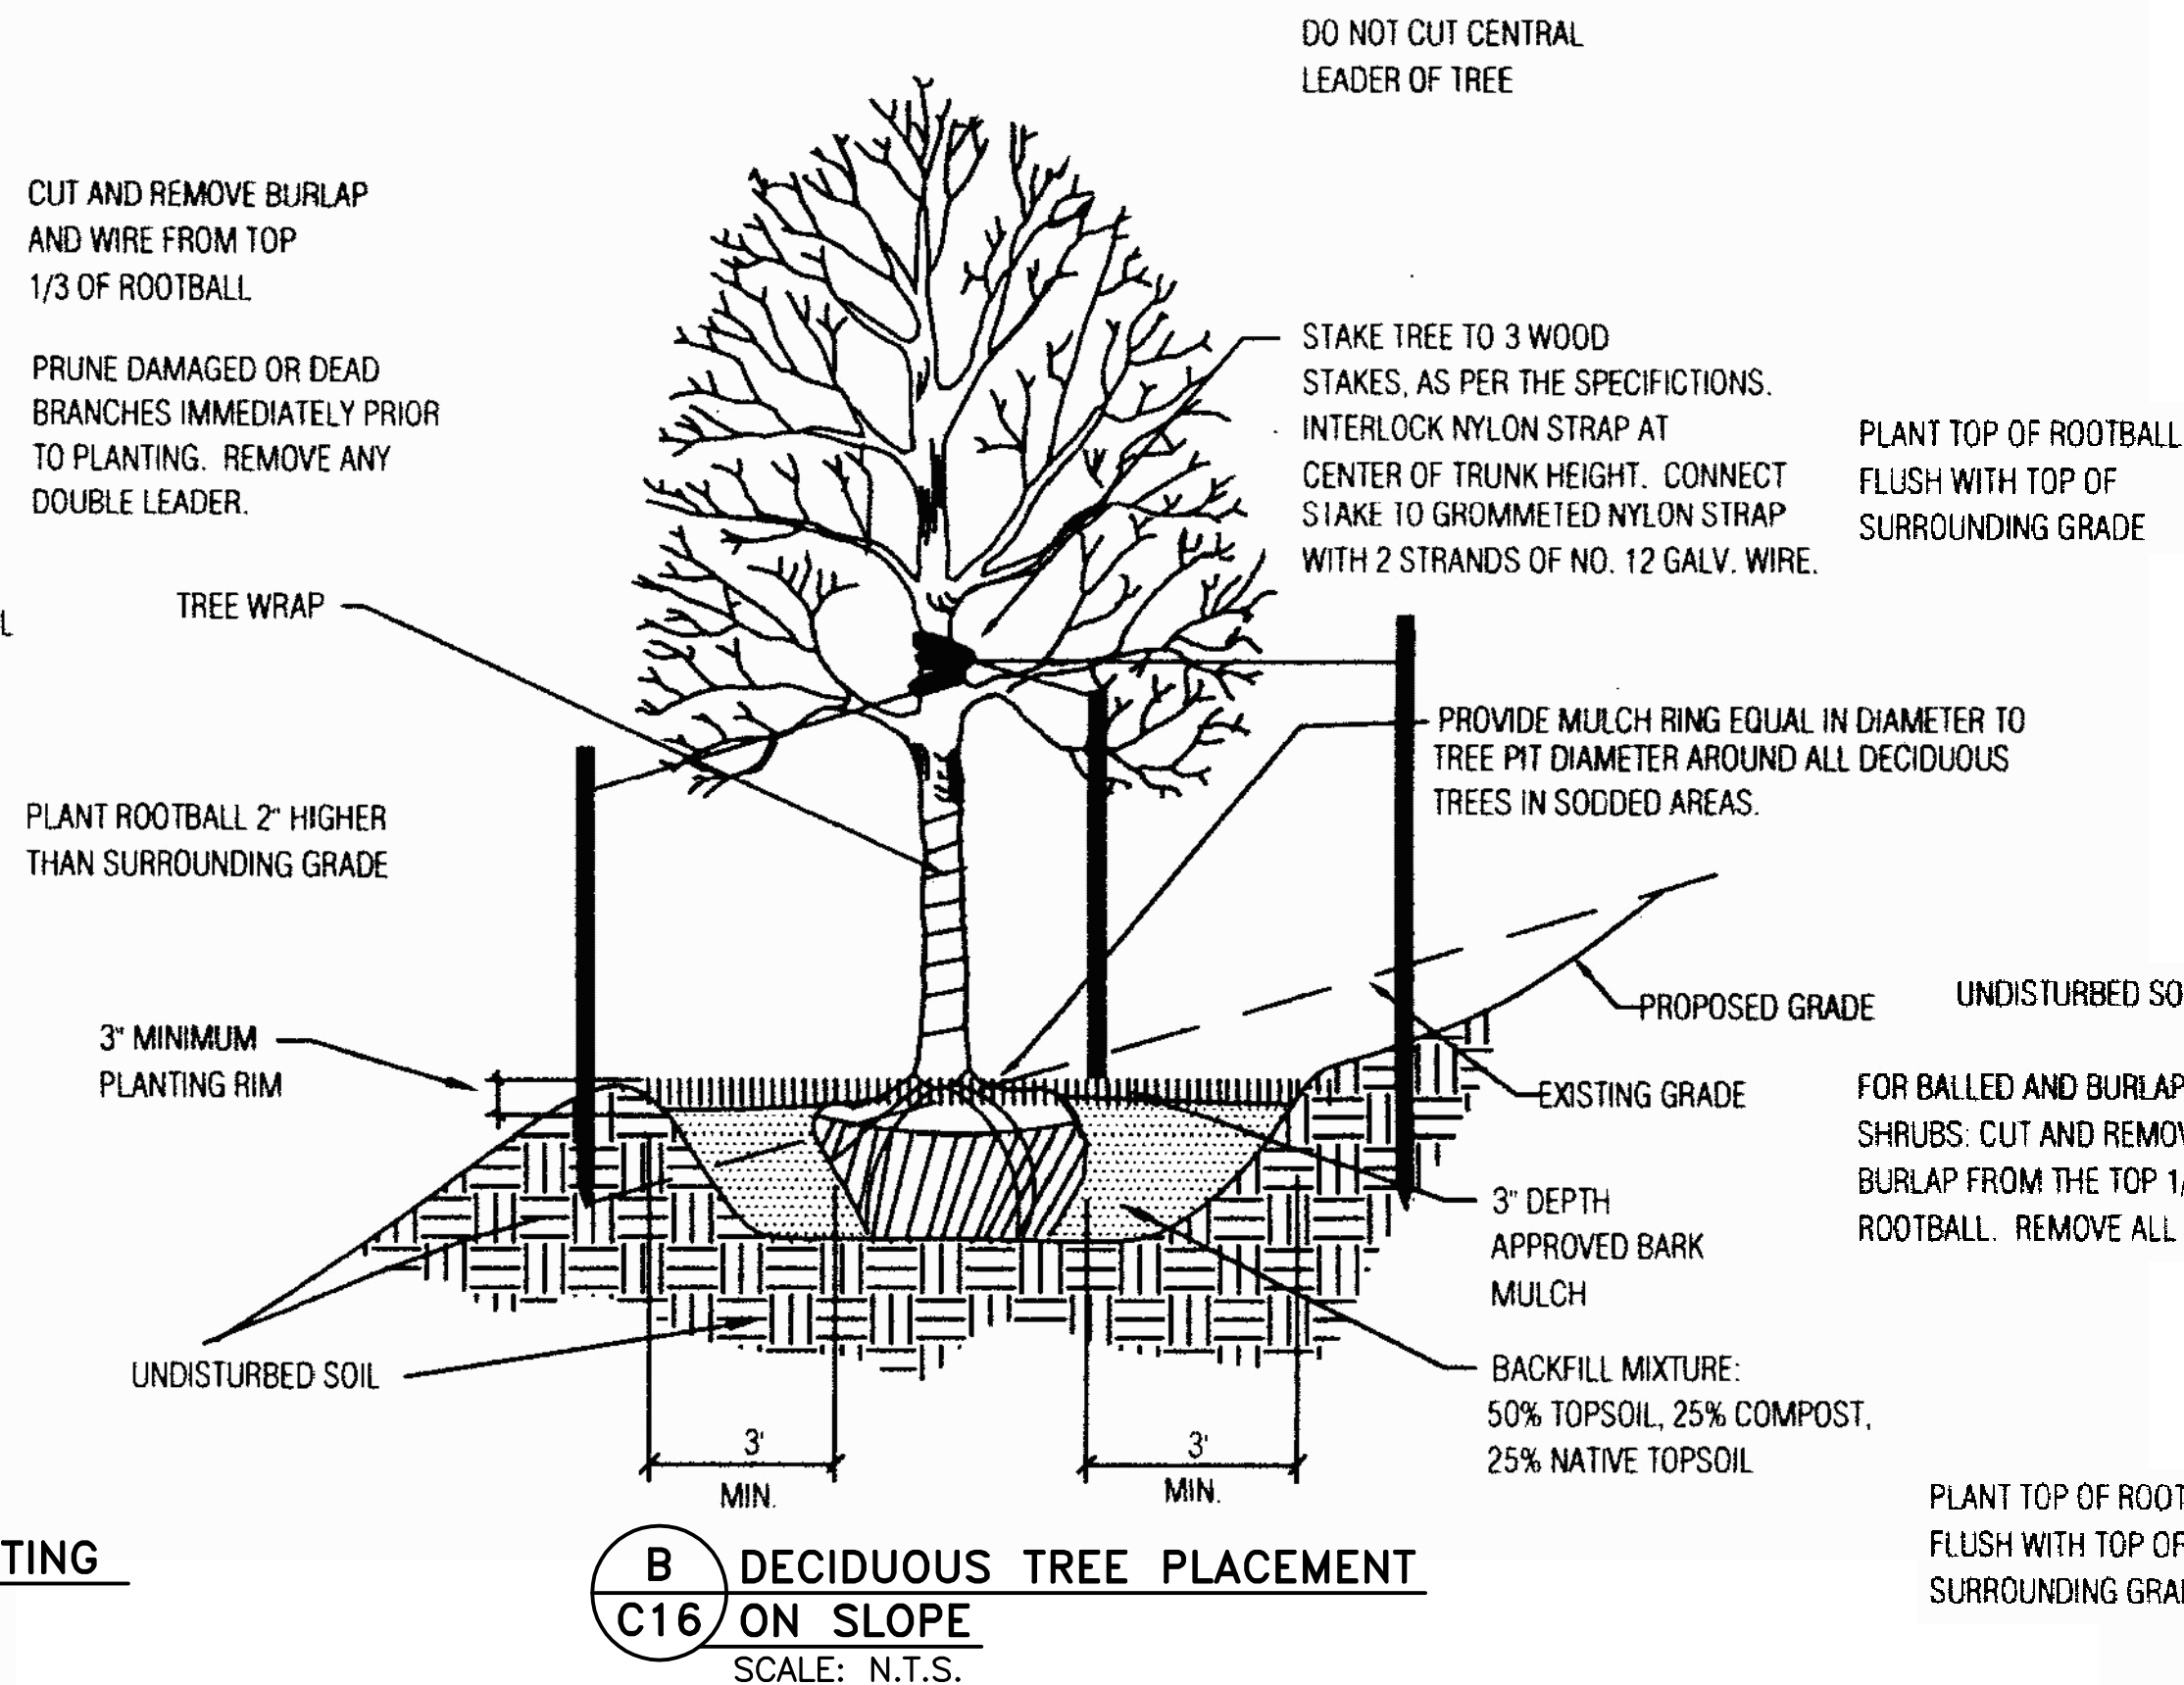 DO NOT CUT CENTRAL
LEADER OF TREE
CUT AND REMOVE BURLAP
AND WIRE FROM TOP
1/3 OF ROOTBALL
PRUNE DAMAGED OR DEAD
BRANCHES IMMEDIATELY PRIOR
TO PLANTING. REMOVE ANY
DOUBLE LEADER.
STAKE TREE TO 3 WOOD
STAKES, AS PER THE SPECIFICTIONS.
INTERLOCK NYLON STRAP AT
CENTER OF TRUNK HEIGHT. CONNECT
STAKE TO GROMMETED NYLON STRAP
WITH 2 STRANDS OF NO. 12 GALV. WIRE.
PLANT TOP OF ROOTBALL
FLUSH WITH TOP OF
SURROUNDING GRADE
TREE WRAP
L
PROVIDE MULCH RING EQUAL IN DIAMETER TO
TREE PIT DIAMETER AROUND ALL DECIDUOUS
TREES IN SODDED AREAS.
PLANT ROOTBALL 2" HIGHER
THAN SURROUNDING GRADE
3" MINIMUM
PLANTING RIM
PROPOSED GRADE
UNDISTURBED SO
EXISTING GRADE
FOR BALLED AND BURLAP
SHRUBS: CUT AND REMOV
BURLAP FROM THE TOP 1/
ROOTBALL. REMOVE ALL
3" DEPTH
APPROVED BARK
MULCH
UNDISTURBED SOIL
BACKFILL MIXTURE:
50% TOPSOIL, 25% COMPOST,
25% NATIVE TOPSOIL
3'
MIN.
3'
MIN.
PLANT TOP OF ROOT
FLUSH WITH TOP OF
SURROUNDING GRA
TING
B
C16
DECIDUOUS TREE PLACEMENT
ON SLOPE
SCALE: N.T.S.